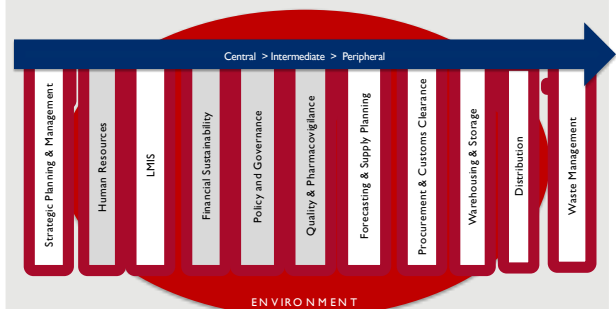 Central > Intermediate > Peripheral
Strategic Planning & Management
Human Resources
LMIS
Financial Sustainability
Policy and Governance
Quality & Pharmacovigilance
Forecasting & Supply Planning
Procurement & Customs Clearance
Warehousing & Storage
Distribution
Waste Management
ENVIRONMENT